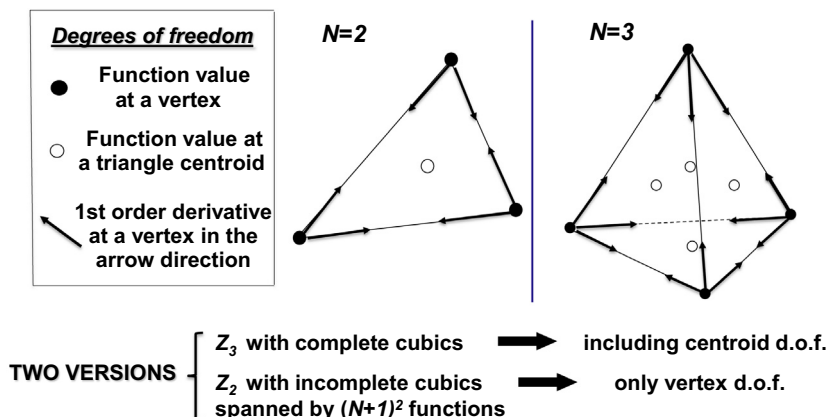 Degrees of freedom
Function value
at a vertex
Function value at
a triangle centroid
1st order derivative
at a vertex in the
arrow direction
N=2
N=3
TWO VERSIONS
Z₃ with complete cubics
including centroid d.o.f.
Z₂ with incomplete cubics
spanned by (N+1)² functions
only vertex d.o.f.